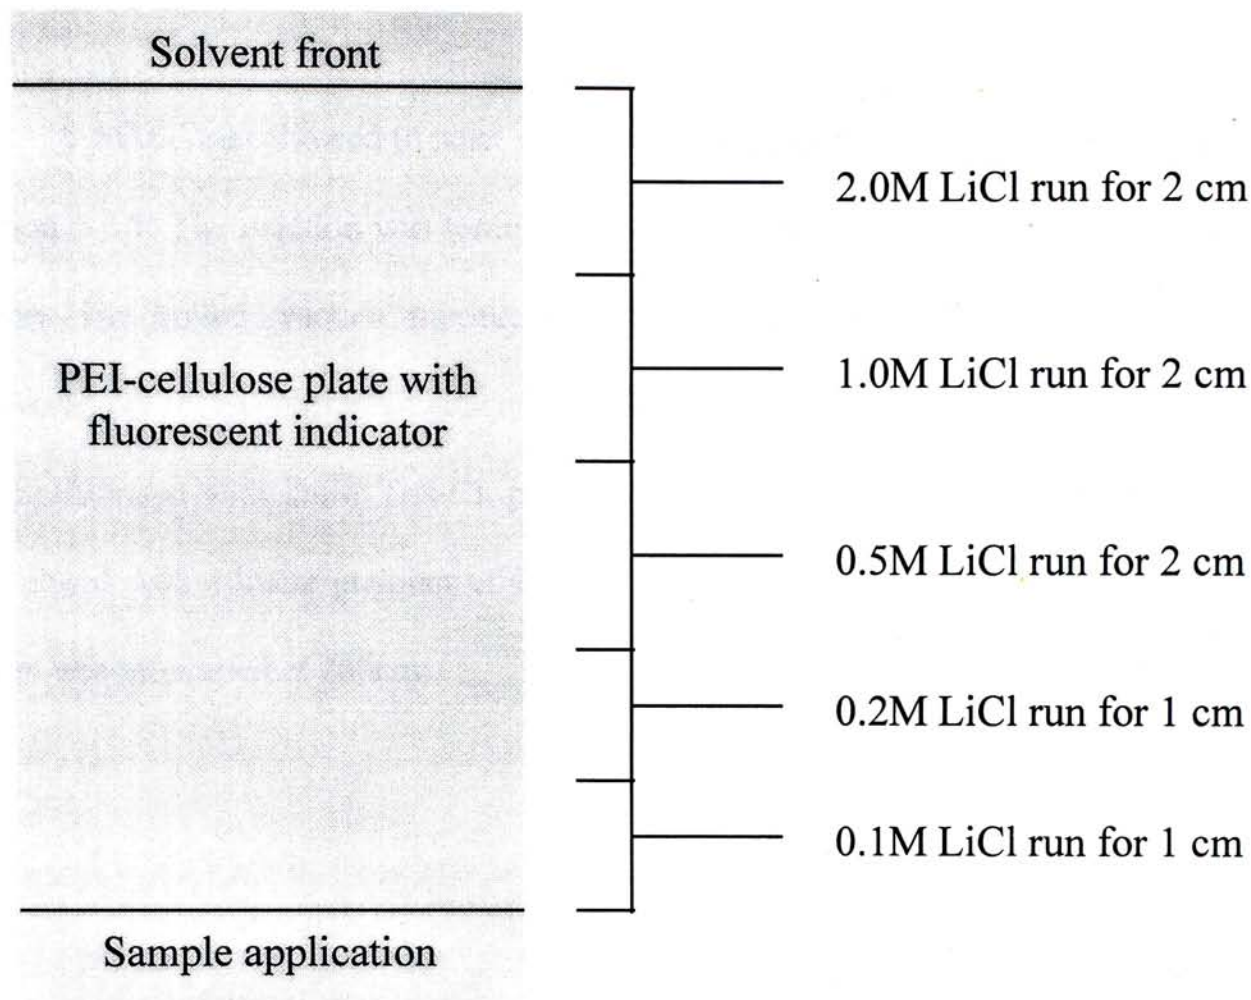 Solvent front
2.0M LiCl run for 2 cm
PEI-cellulose plate with
fluorescent indicator
1.0M LiCl run for 2 cm
0.5M LiCl run for 2 cm
0.2M LiCl run for 1 cm
0.1M LiCl run for 1 cm
Sample application